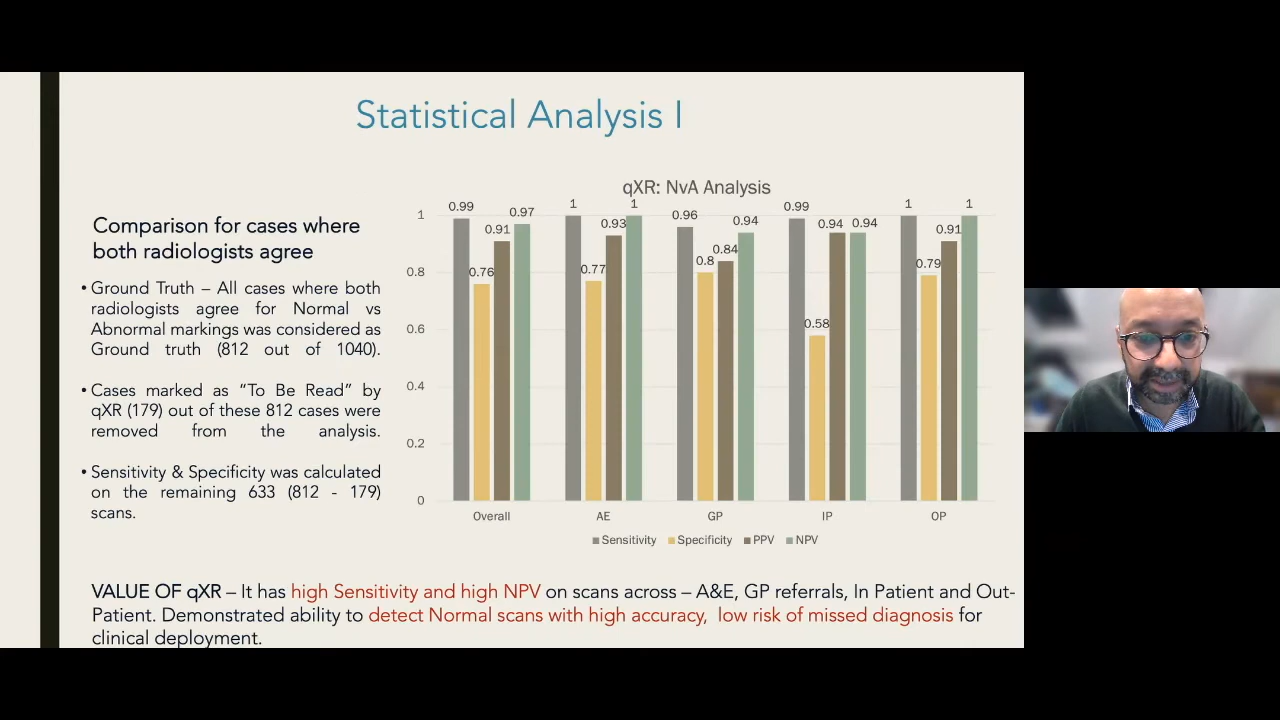 Statistical Analysis I
Comparison for cases where
both radiologists agree
• Ground Truth – All cases where both
radiologists agree for Normal vs
Abnormal markings was considered as
Ground truth (812 out of 1040).
• Cases marked as “To Be Read” by
qXR (179) out of these 812 cases were
removed from the analysis.
• Sensitivity & Specificity was calculated
on the remaining 633 (812 - 179)
scans.
qXR: NvA Analysis
1
0.8
0.6
0.4
0.2
0
0.99 0.76 0.91 0.97
1 0.77 0.93 1
0.96 0.8 0.84 0.94
0.99 0.58 0.94 0.94
1 0.79 0.91 1
Overall AE GP IP OP
Sensitivity Specificity PPV NPV
VALUE OF qXR – It has high Sensitivity and high NPV on scans across – A&E, GP referrals, In Patient and Out-
Patient. Demonstrated ability to detect Normal scans with high accuracy, low risk of missed diagnosis for
clinical deployment.